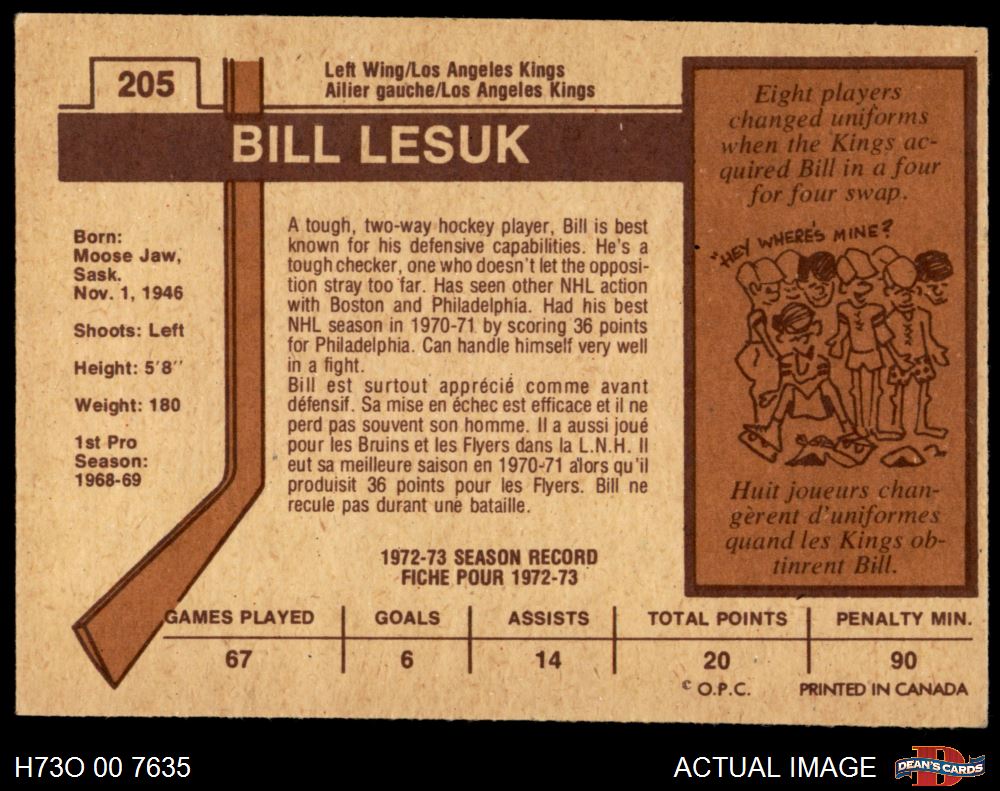 205
Left Wing/Los Angeles Kings
Ailier gauche/Los Angeles Kings
BILL LESUK
Born:
Moose Jaw,
Sask.
Nov. 1, 1946
Shoots: Left
Height: 5'8''
Weight: 180
1st Pro
Season:
1968-69
A tough, two-way hockey player, Bill is best
known for his defensive capabilities. He's a
tough checker, one who doesn't let the opposi-
tion stray too far. Has seen other NHL action
with Boston and Philadelphia. Had his best
NHL season in 1970-71 by scoring 36 points
for Philadelphia. Can handle himself very well
in a fight.
Bill est surtout apprécié comme avant
défensif. Sa mise en échec est efficace et il ne
perd pas souvent son homme. Il a aussi joué
pour les Bruins et les Flyers dans la L.N.H. Il
eut sa meilleure saison en 1970-71 alors qu'il
produisit 36 points pour les Flyers. Bill ne
recule pas durant une bataille.
Eight players
changed uniforms
when the Kings ac-
quired Bill in a four
for four swap.
"HEY WHERE'S MINE?
Huit joueurs chan-
gèrent d'uniformes
quand les Kings ob-
tinrent Bill.
1972-73 SEASON RECORD
FICHE POUR 1972-73
GAMES PLAYED GOALS ASSISTS TOTAL POINTS PENALTY MIN.
67 6 14 20 90
© O.P.C. PRINTED IN CANADA
H73O 00 7635
ACTUAL IMAGE
DEAN'S CARDS